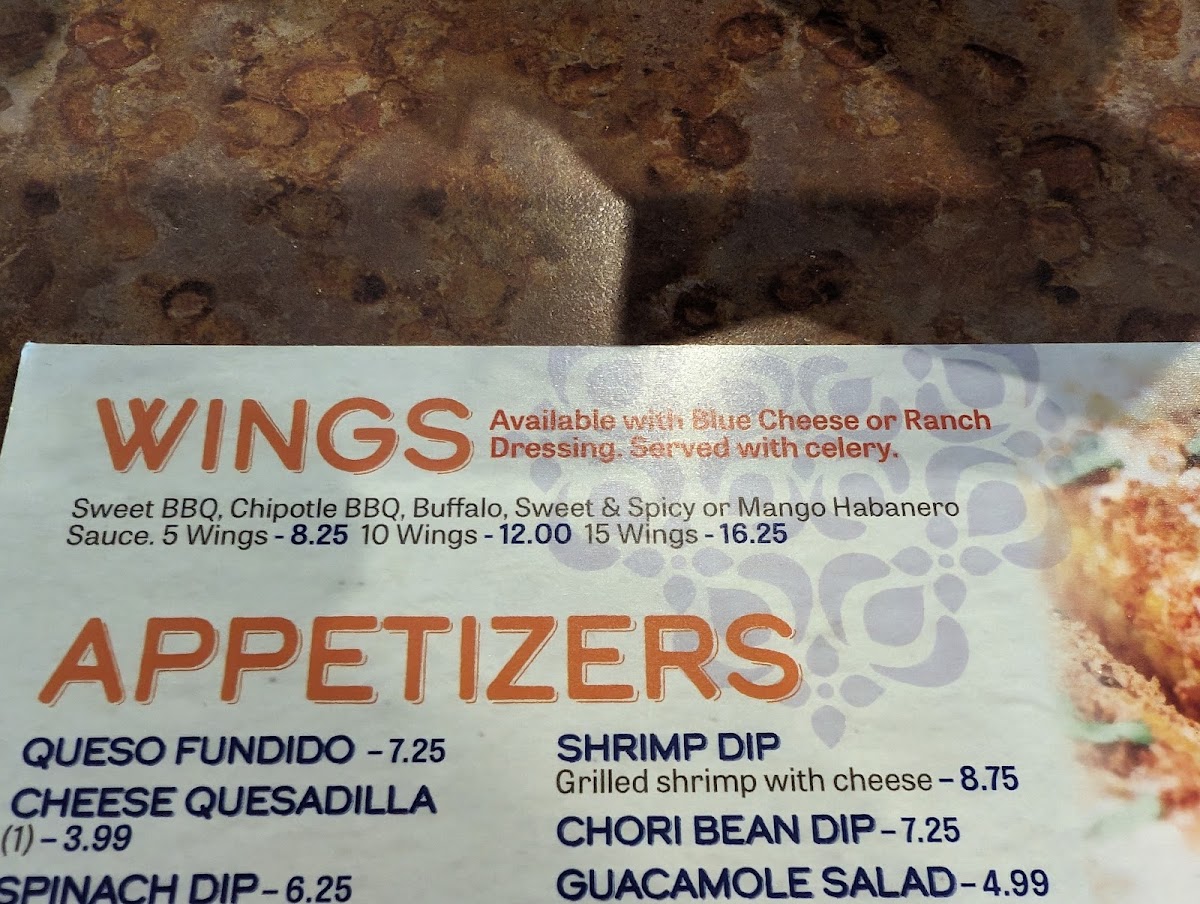 WINGS
Available with Blue Cheese or Ranch
Dressing. Served with celery.
Sweet BBQ, Chipotle BBQ, Buffalo, Sweet & Spicy or Mango Habanero
Sauce. 5 Wings - 8.25 10 Wings - 12.00 15 Wings - 16.25
APPETIZERS
QUESO FUNDIDO - 7.25
CHEESE QUESADILLA
(1) - 3.99
SPINACH DIP - 6.25
SHRIMP DIP
Grilled shrimp with cheese - 8.75
CHORI BEAN DIP - 7.25
GUACAMOLE SALAD - 4.99